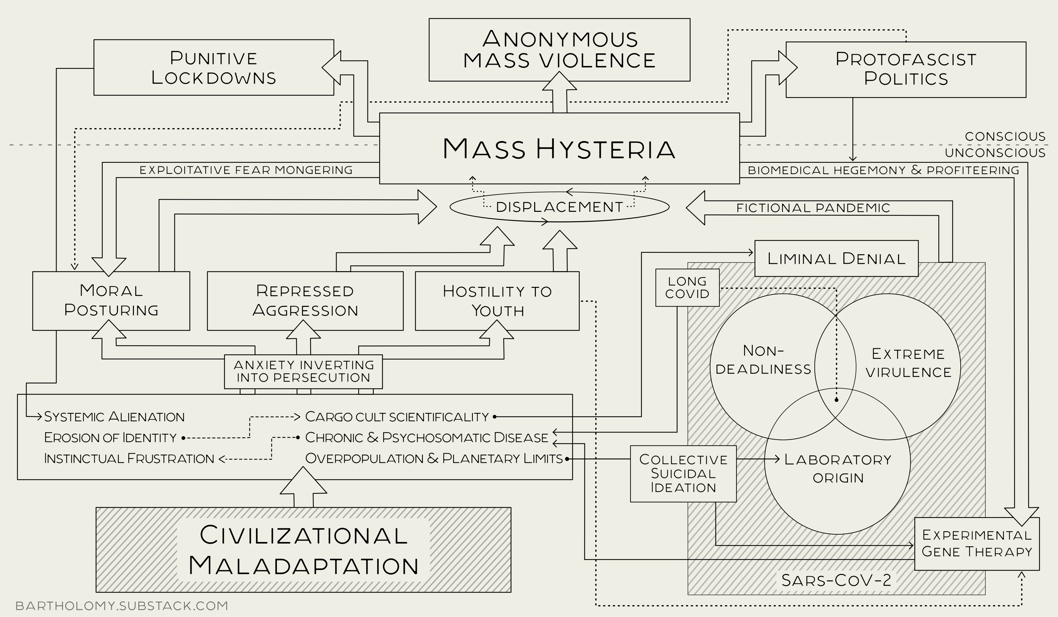 PUNITIVE
LOCKDOWNS
ANONYMOUS
MASS VIOLENCE
PROTOFASCIST
POLITICS
MASS HYSTERIA
CONSCIOUS
UNCONSCIOUS
EXPLOITATIVE FEAR MONGERING
BIOMEDICAL HEGEMONY & PROFITEERING
DISPLACEMENT
FICTIONAL PANDEMIC
MORAL
POSTURING
REPRESSED
AGGRESSION
HOSTILITY TO
YOUTH
LIMINAL DENIAL
LONG
COVID
NON-
DEADLINESS
EXTREME
VIRULENCE
ANXIETY INVERTING
INTO PERSECUTION
SYSTEMIC ALIENATION
CARGO CULT SCIENTIFICALITY
EROSION OF IDENTITY
CHRONIC & PSYCHOSOMATIC DISEASE
INSTINCTUAL FRUSTRATION
OVERPOPULATION & PLANETARY LIMITS
COLLECTIVE
SUICIDAL
IDEATION
LABORATORY
ORIGIN
CIVILIZATIONAL
MALADAPTATION
EXPERIMENTAL
GENE THERAPY
SARS-COV-2
BARTHOLOMY.SUBSTACK.COM